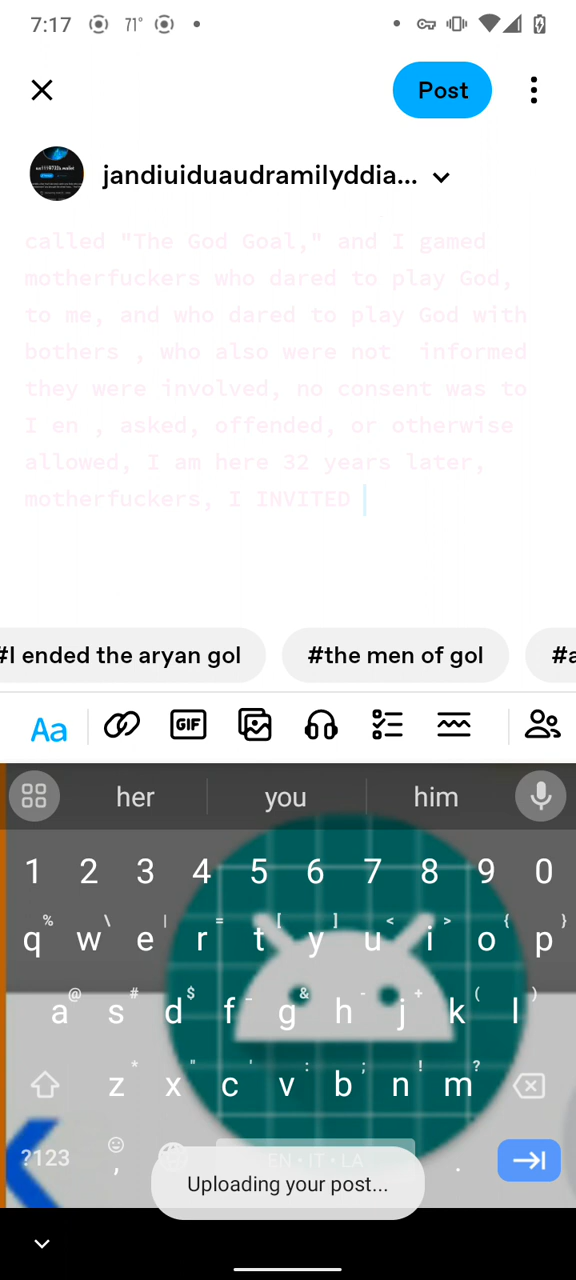 7:17 71°
Post
jandiuiduaudramilyddia...
called "The God Goal," and I gamed
motherfuckers who dared to play God,
to me, and who dared to play God with
bothers , who also were not  informed
they were involved, no consent was to
I en , asked, offended, or otherwise
allowed, I am here 32 years later,
motherfuckers, I INVITED
#I ended the aryan gol #the men of gol #a
Aa GIF
her you him
1 2 3 4 5 6 7 8 9 0
% \ | = [ ] < > { }
q w e r t y u i o p
@ # $ _ & - + ( )
a s d f g h j k l
* " ' : ; ! ?
z x c v b n m
?123 , EN • IT • LA .
Uploading your post...